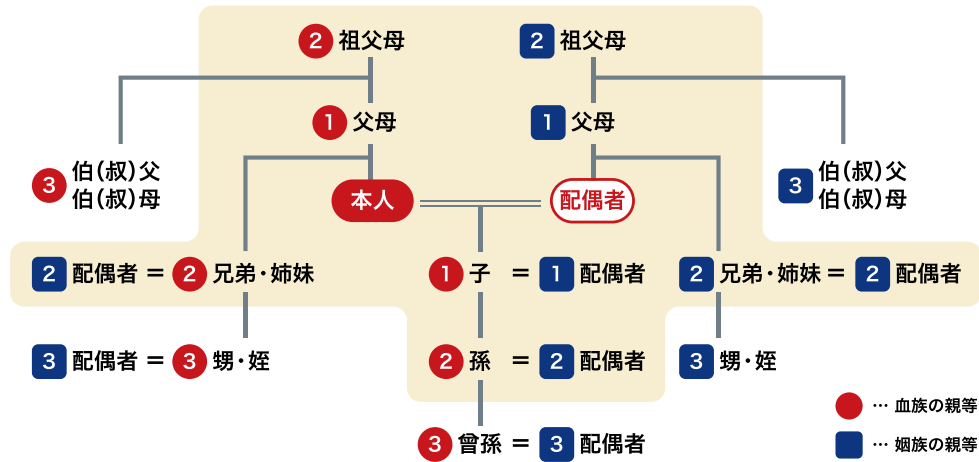 2 祖父母 2 祖父母
1 父母 1 父母
3 伯(叔)父 伯(叔)母
本人 配偶者
3 伯(叔)父 伯(叔)母
2 配偶者 = 2 兄弟・姉妹
1 子 = 1 配偶者
2 兄弟・姉妹 = 2 配偶者
3 配偶者 = 3 甥・姪
2 孫 = 2 配偶者
3 甥・姪
3 曾孫 = 3 配偶者
… 血族の親等
… 姻族の親等